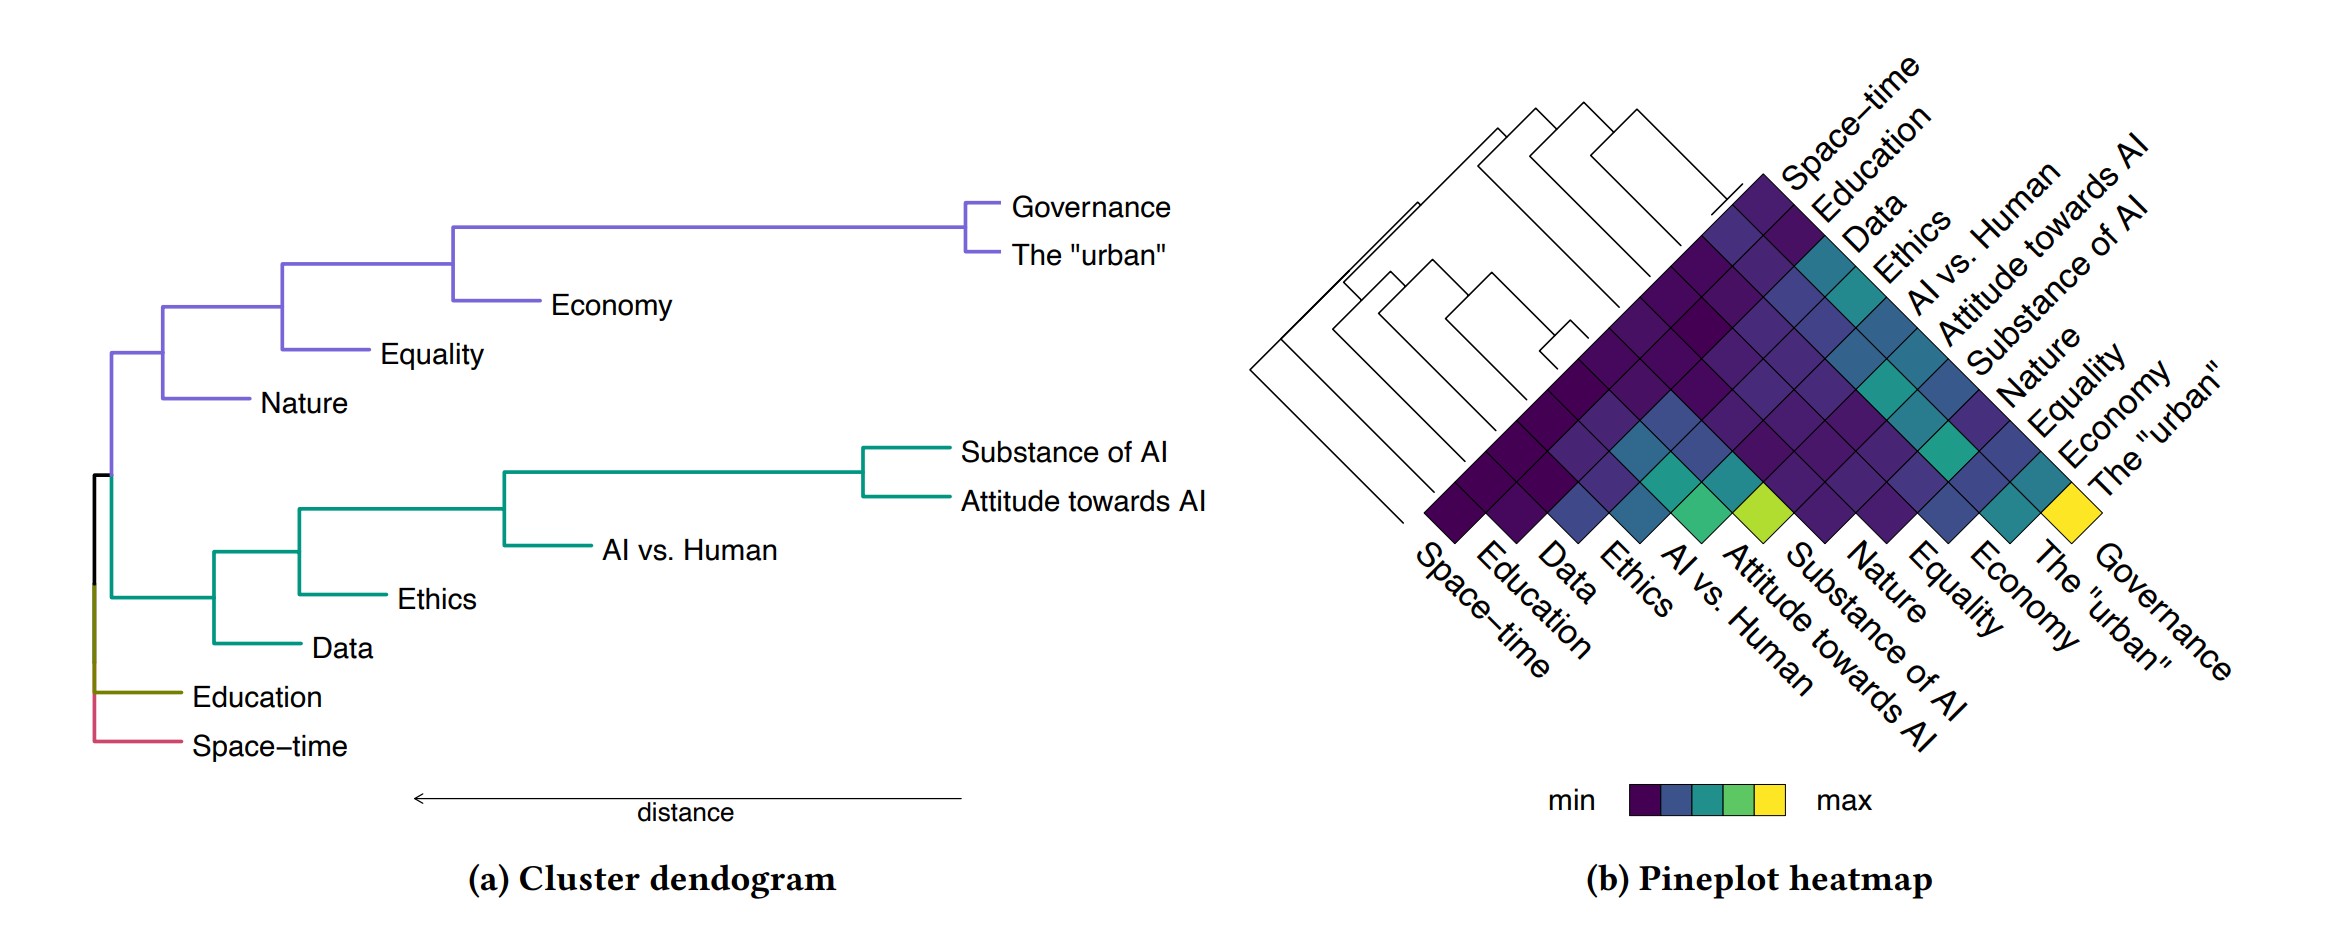 Governance
The "urban"
Economy
Equality
Nature
Substance of AI
Attitude towards AI
AI vs. Human
Ethics
Data
Education
Space−time
distance
(a) Cluster dendogram
Space−time
Education
Data
Ethics
AI vs. Human
Attitude towards AI
Substance of AI
Nature
Equality
Economy
The "urban"
Space−time
Education
Data
Ethics
AI vs. Human
Attitude towards AI
Substance of AI
Nature
Equality
Economy
The "urban"
Governance
min
max
(b) Pineplot heatmap